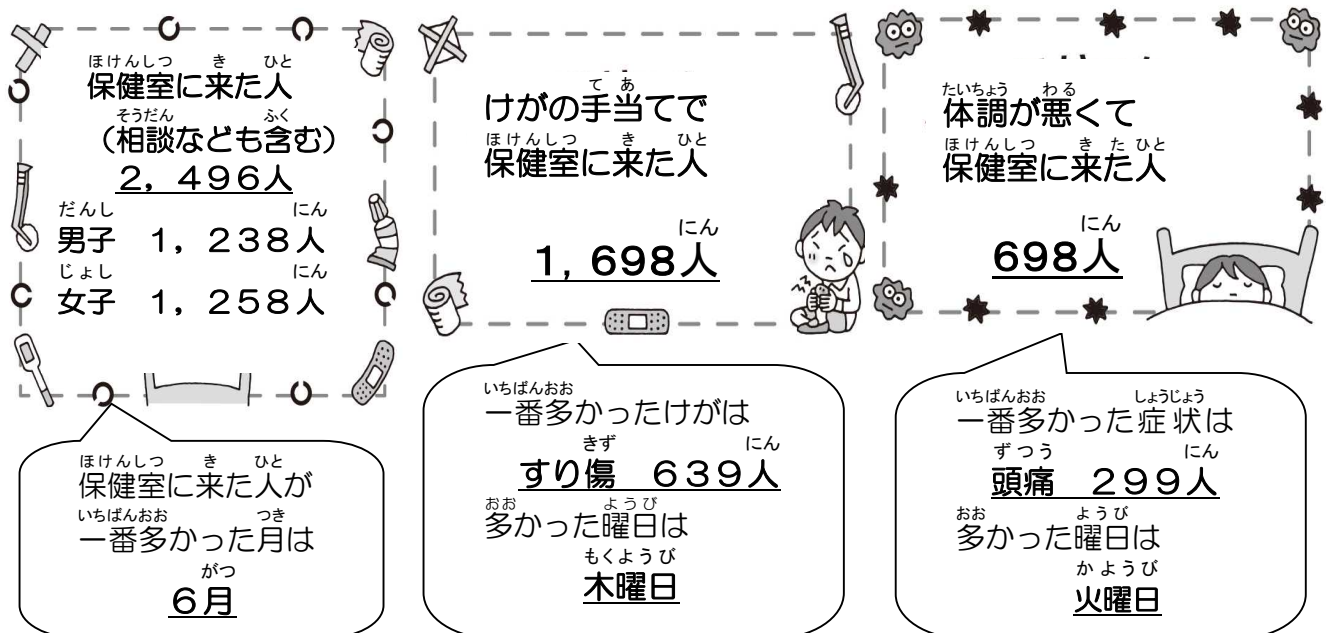 保健室に来た人
（相談なども含む）
２，４９６人
男子　１，２３８人
女子　１，２５８人
けがの手当てで
保健室に来た人
１,６９８人
体調が悪くて
保健室に来た人
６９８人
保健室に来た人が
一番多かった月は
６月
一番多かったけがは
すり傷　６３９人
多かった曜日は
木曜日
一番多かった症状は
頭痛　２９９人
多かった曜日は
火曜日